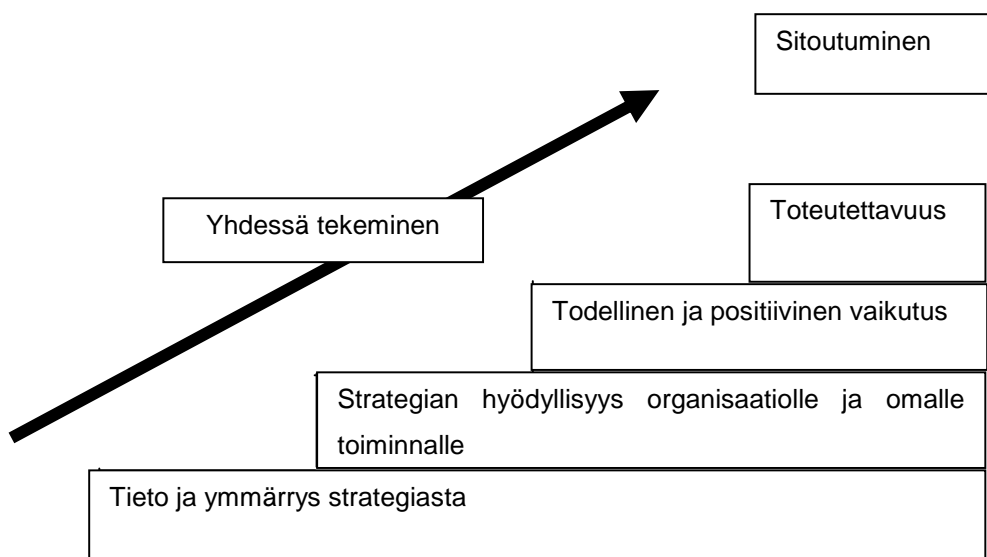 Sitoutuminen
Yhdessä tekeminen
Toteutettavuus
Todellinen ja positiivinen vaikutus
Strategian hyödyllisyys organisaatiolle ja omalle
toiminnalle
Tieto ja ymmärrys strategiasta